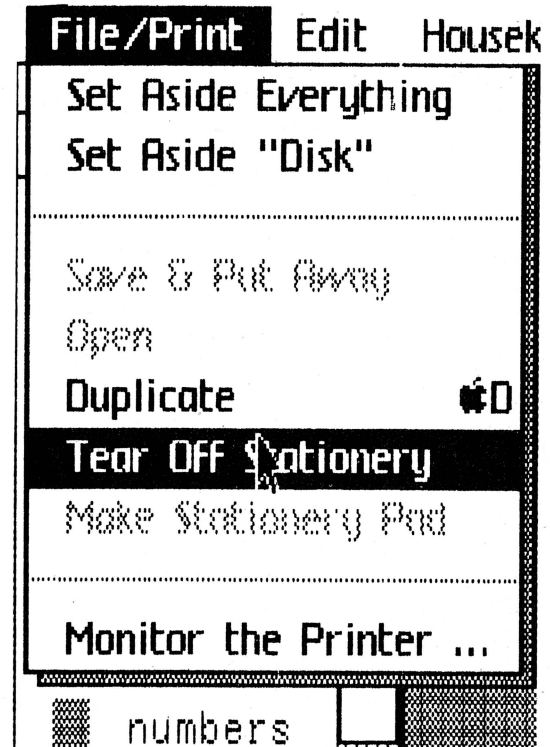 File/Print Edit Housek
Set Aside Everything
Set Aside "Disk"
Save & Put Away
Open
Duplicate D
Tear Off Stationery
Make Stationery Pad
Monitor the Printer ...
numbers